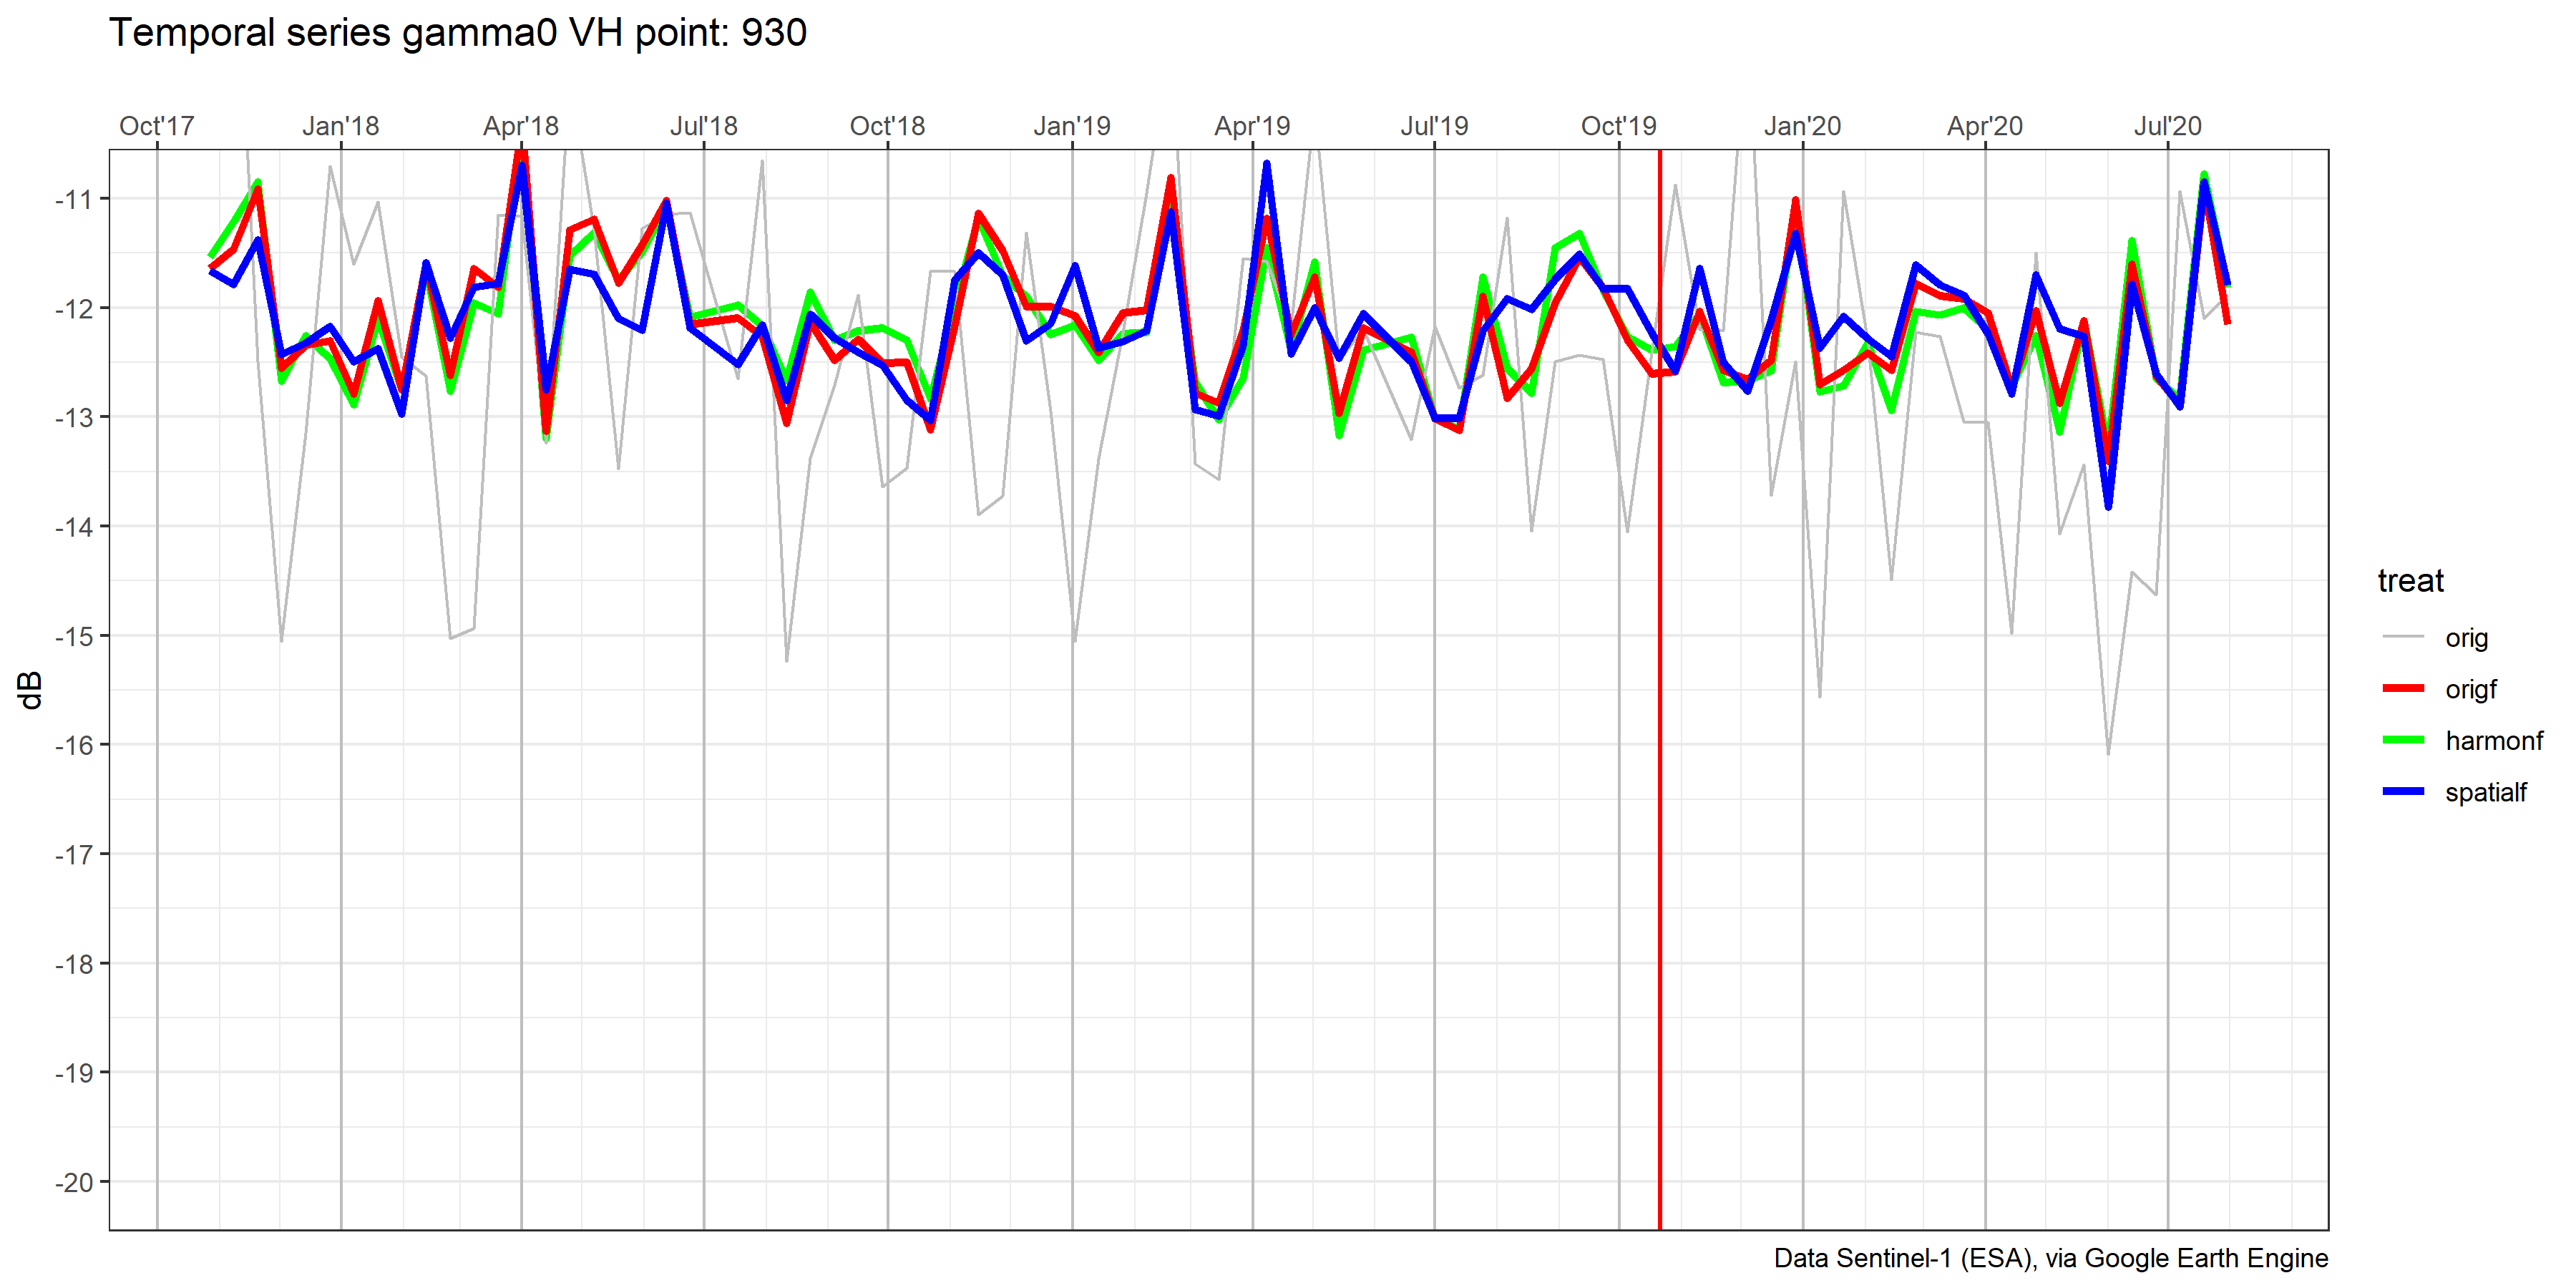 Temporal series gamma0 VH point: 930
Oct'17 Jan'18 Apr'18 Jul'18 Oct'18 Jan'19 Apr'19 Jul'19 Oct'19 Jan'20 Apr'20 Jul'20
-11
-12
-13
-14
-15
-16
-17
-18
-19
-20
dB
treat
orig
origf
harmonf
spatialf
Data Sentinel-1 (ESA), via Google Earth Engine